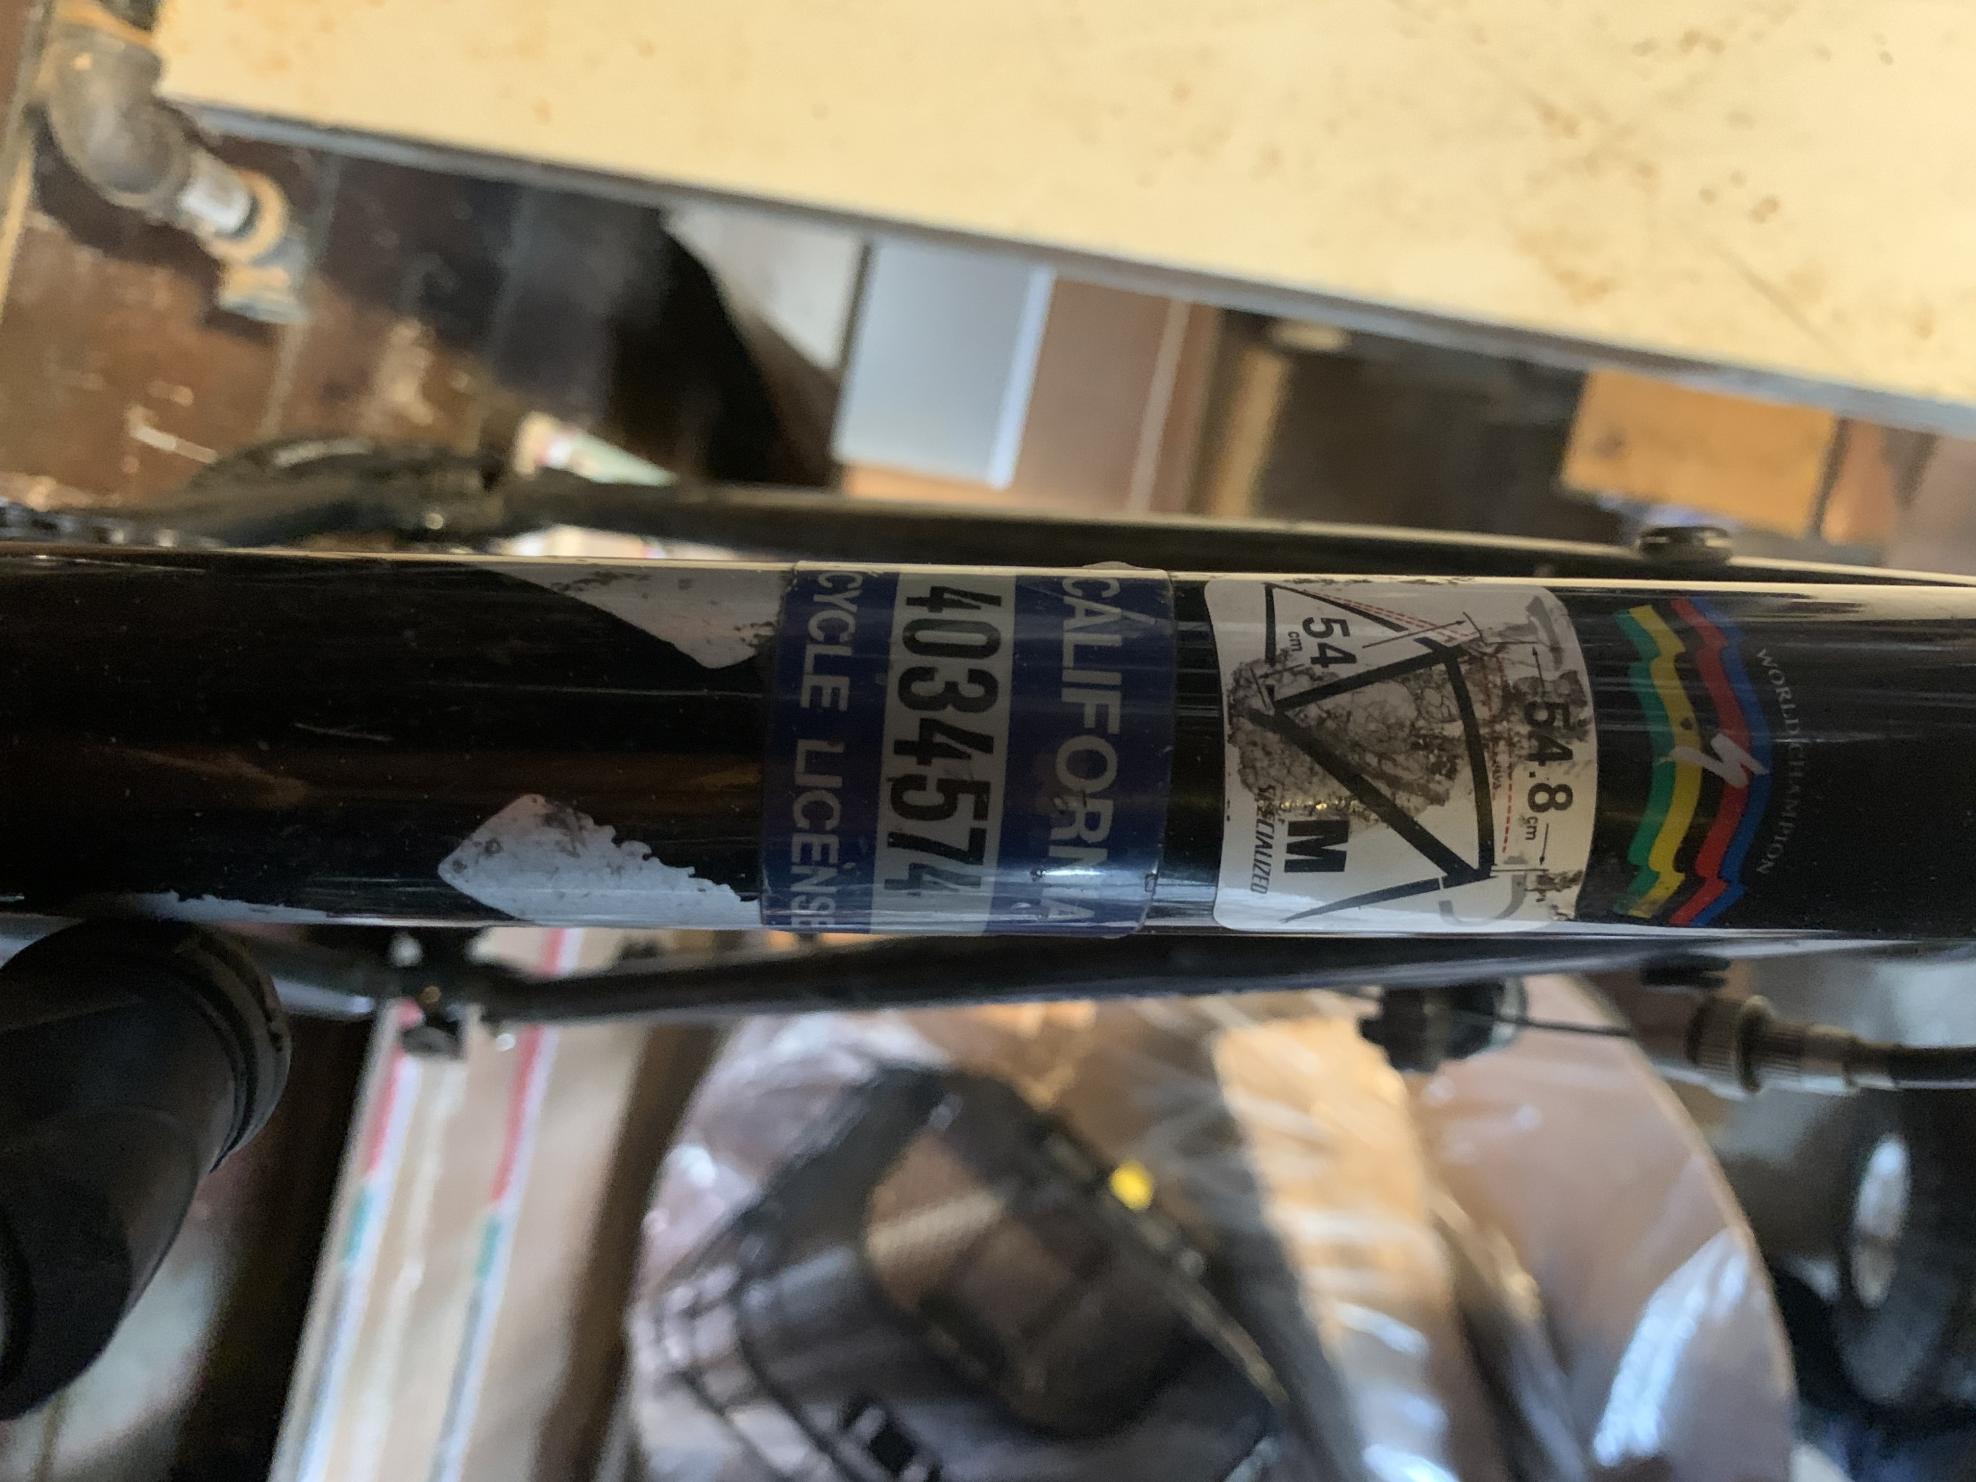 CALIFORNIA
4034574
CYCLE LICENSE
54.8 cm
54 cm
M
SPECIALIZED
WORLD CHAMPION